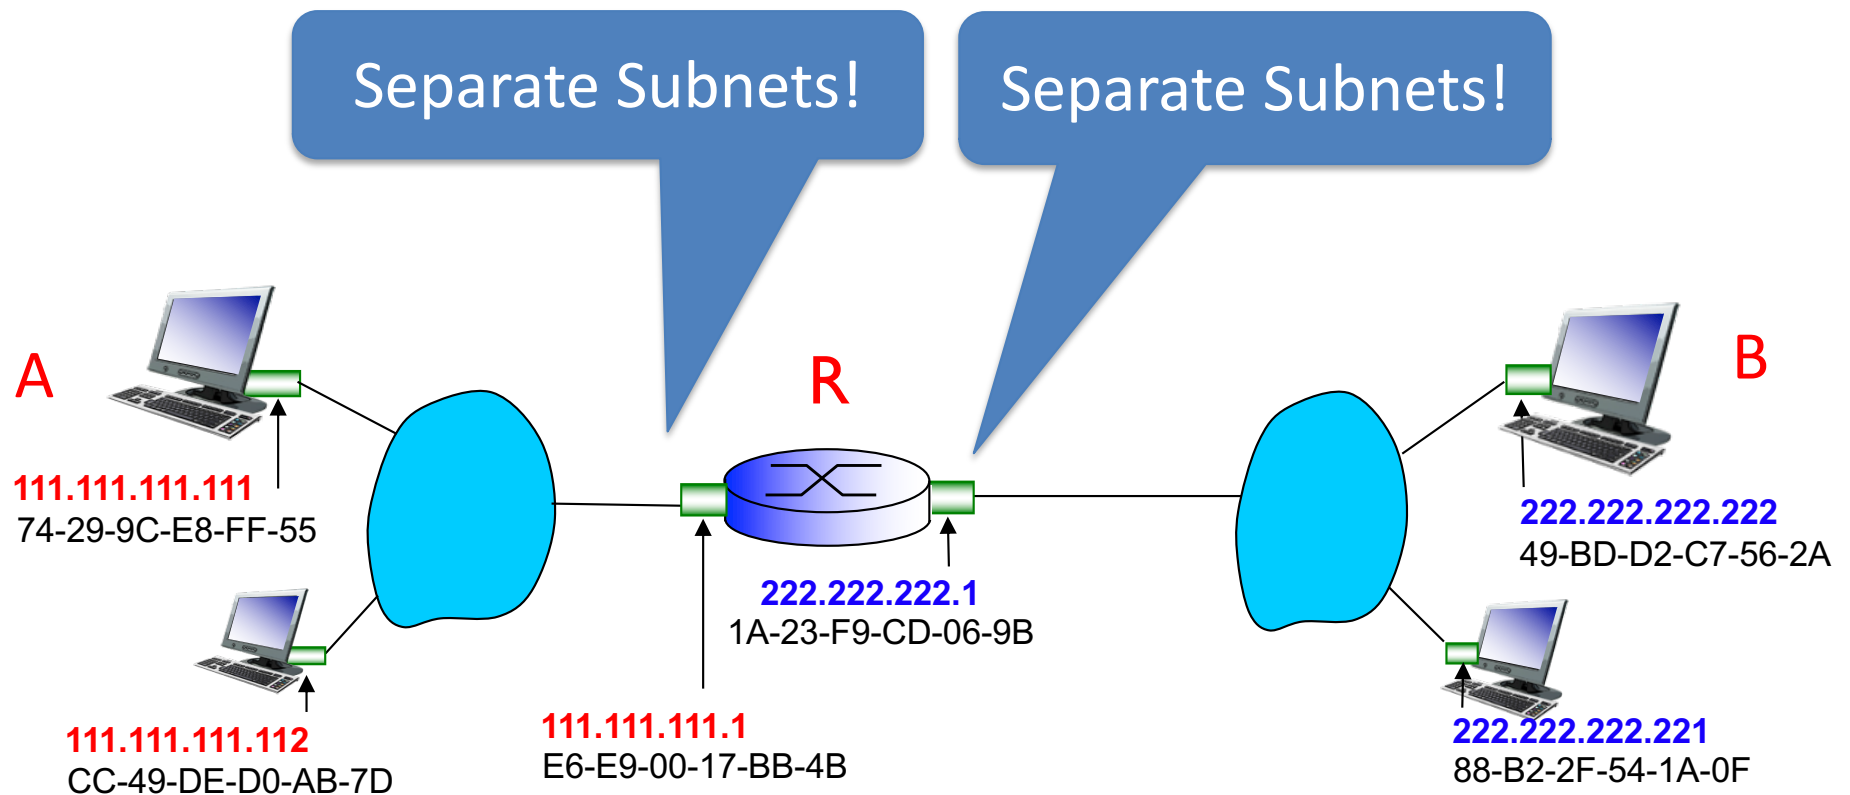 Separate Subnets!
Separate Subnets!
A
R
B
111.111.111.111
74-29-9C-E8-FF-55
222.222.222.222
49-BD-D2-C7-56-2A
222.222.222.1
1A-23-F9-CD-06-9B
111.111.111.112
CC-49-DE-D0-AB-7D
111.111.111.1
E6-E9-00-17-BB-4B
222.222.222.221
88-B2-2F-54-1A-0F